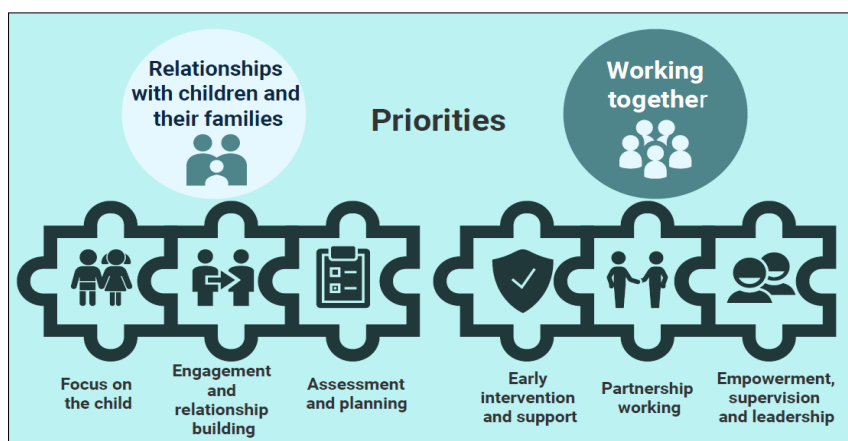 Relationships
with children and
their families
Priorities
Working
together
Focus on
the child
Engagement
and
relationship
building
Assessment
and planning
Early
intervention
and support
Partnership
working
Empowerment,
supervision
and leadership